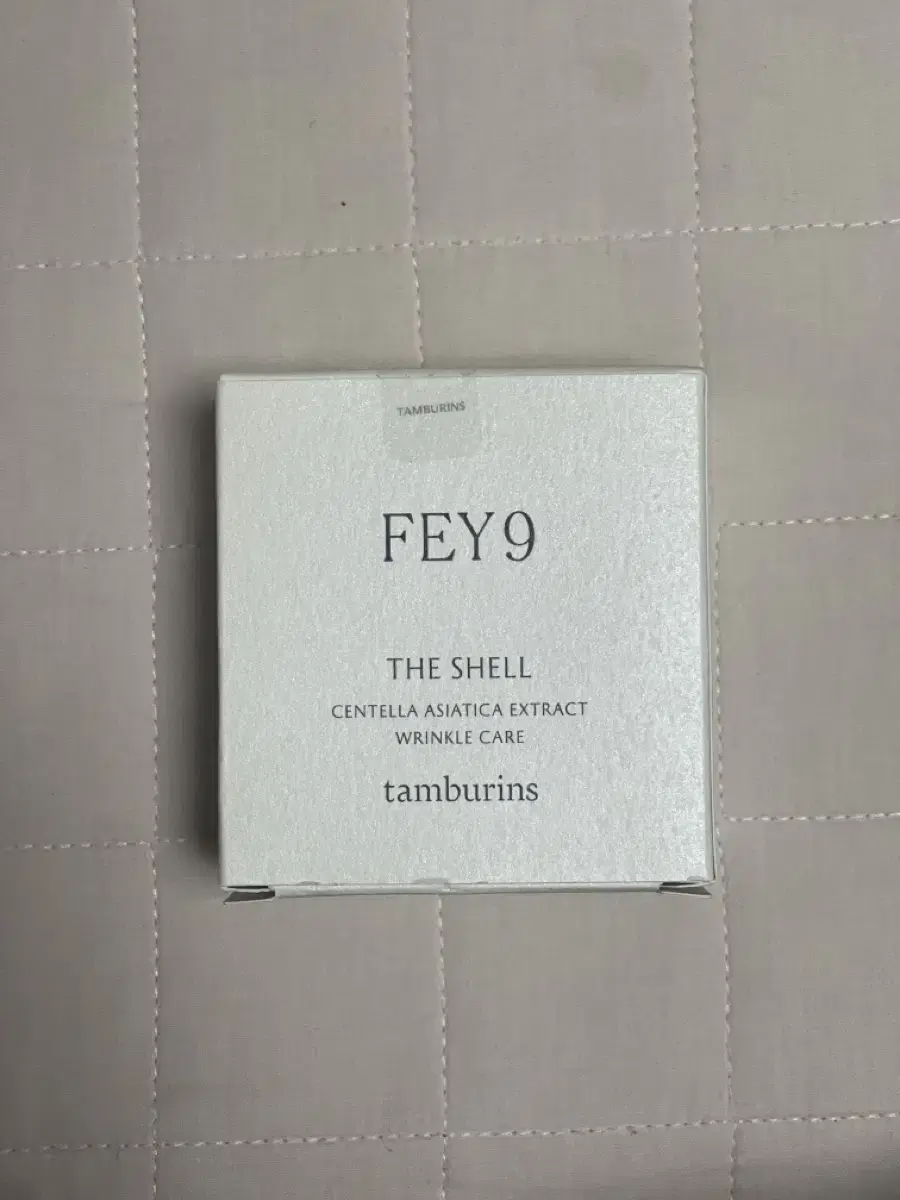 TAMBURINS
FEY9
THE SHELL
CENTELLA ASIATICA EXTRACT
WRINKLE CARE
tamburins